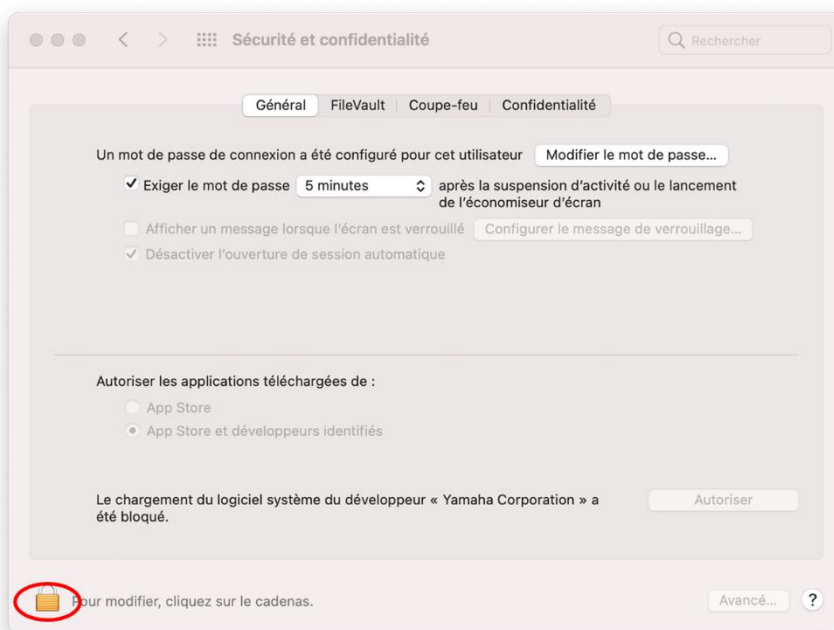 Sécurité et confidentialité
Rechercher
Général FileVault Coupe-feu Confidentialité
Un mot de passe de connexion a été configuré pour cet utilisateur Modifier le mot de passe...
Exiger le mot de passe 5 minutes après la suspension d'activité ou le lancement
de l'économiseur d'écran
Afficher un message lorsque l'écran est verrouillé Configurer le message de verrouillage...
Désactiver l'ouverture de session automatique
Autoriser les applications téléchargées de :
App Store
App Store et développeurs identifiés
Le chargement du logiciel système du développeur « Yamaha Corporation » a
été bloqué.
Autoriser
Pour modifier, cliquez sur le cadenas.
Avancé... ?